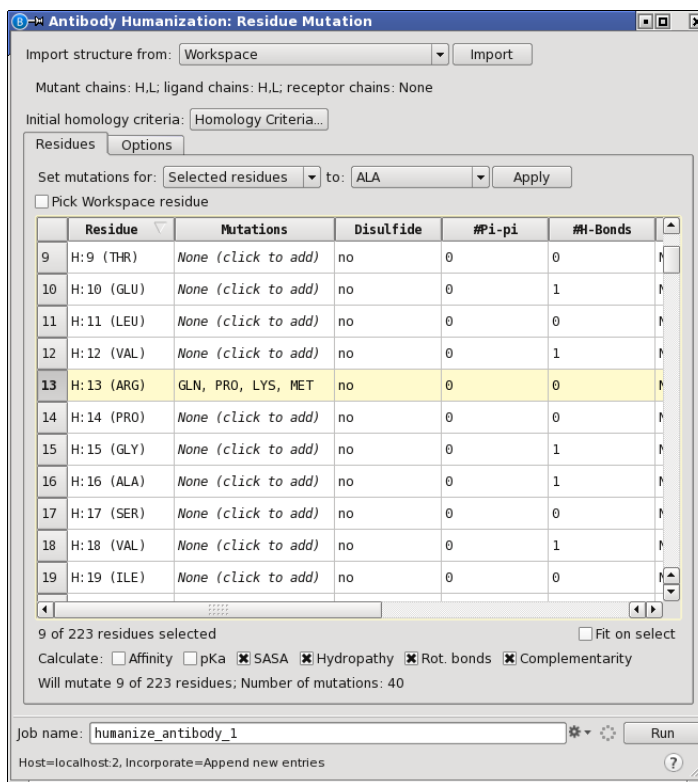 Antibody Humanization: Residue Mutation
Import structure from: Workspace Import
Mutant chains: H,L; ligand chains: H,L; receptor chains: None
Initial homology criteria: Homology Criteria...
Residues Options
Set mutations for: Selected residues to: ALA Apply
Pick Workspace residue
Residue Mutations Disulfide #Pi-pi #H-Bonds
9 H:9 (THR) None (click to add) no 0 0
10 H:10 (GLU) None (click to add) no 0 1
11 H:11 (LEU) None (click to add) no 0 0
12 H:12 (VAL) None (click to add) no 0 1
13 H:13 (ARG) GLN, PRO, LYS, MET no 0 0
14 H:14 (PRO) None (click to add) no 0 0
15 H:15 (GLY) None (click to add) no 0 1
16 H:16 (ALA) None (click to add) no 0 1
17 H:17 (SER) None (click to add) no 0 0
18 H:18 (VAL) None (click to add) no 0 1
19 H:19 (ILE) None (click to add) no 0 0
9 of 223 residues selected Fit on select
Calculate: Affinity pKa SASA Hydropathy Rot. bonds Complementarity
Will mutate 9 of 223 residues; Number of mutations: 40
Job name: humanize_antibody_1 Run
Host=localhost:2, Incorporate=Append new entries ?